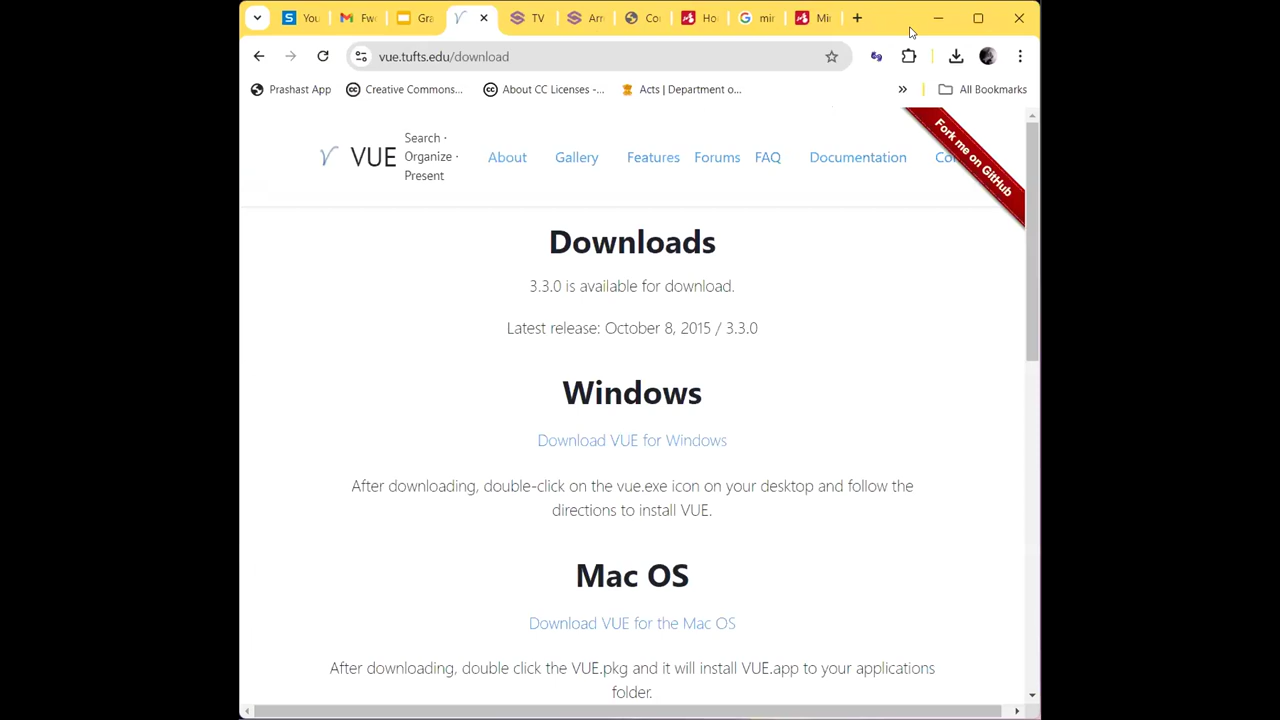 You
Fwd
Gra
TV
Arr
Co
Ho
mir
Mi
vue.tufts.edu/download
Prashast App
Creative Commons...
About CC Licenses -...
Acts | Department o...
»
All Bookmarks
VUE
Search ·
Organize ·
Present
About
Gallery
Features
Forums
FAQ
Documentation
Fork me on GitHub
Downloads
3.3.0 is available for download.
Latest release: October 8, 2015 / 3.3.0
Windows
Download VUE for Windows
After downloading, double-click on the vue.exe icon on your desktop and follow the
directions to install VUE.
Mac OS
Download VUE for the Mac OS
After downloading, double click the VUE.pkg and it will install VUE.app to your applications
folder.